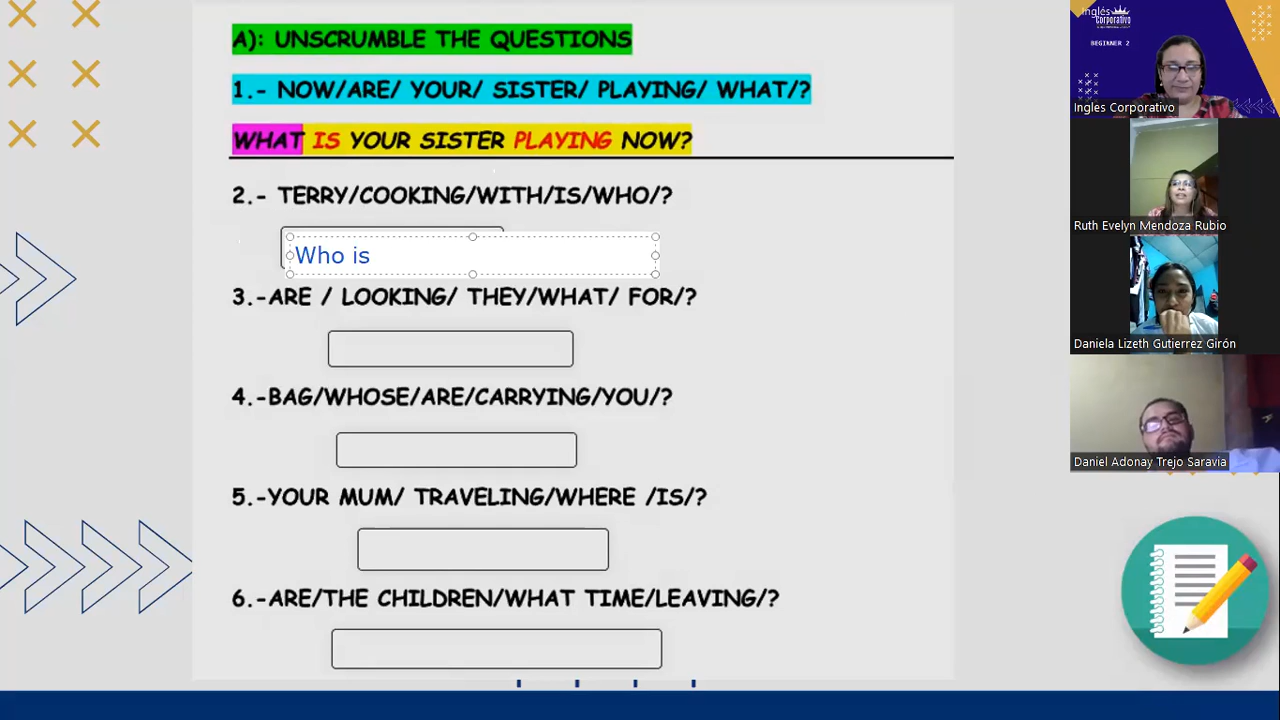 A): UNSCRUMBLE THE QUESTIONS
1.- NOW/ARE/ YOUR/ SISTER/ PLAYING/ WHAT/?
WHAT IS YOUR SISTER PLAYING NOW?
2.- TERRY/COOKING/WITH/IS/WHO/?
Who is
3.-ARE / LOOKING/ THEY/WHAT/ FOR/?
4.-BAG/WHOSE/ARE/CARRYING/YOU/?
5.-YOUR MUM/ TRAVELING/WHERE /IS/?
6.-ARE/THE CHILDREN/WHAT TIME/LEAVING/?
Inglés
Corporativo
BEGINNER 2
Ingles Corporativo
Ruth Evelyn Mendoza Rubio
Daniela Lizeth Gutierrez Girón
Daniel Adonay Trejo Saravia